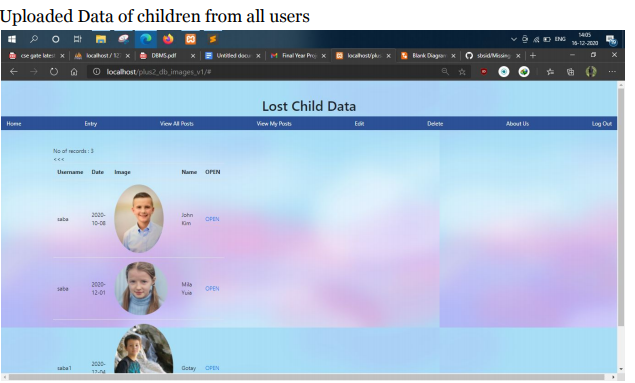 Uploaded Data of children from all users
14:05
ENG
16-12-2020
cse gate latest
localhost / 12
DBMS.pdf
Untitled docu
Final Year Proj
localhost/plus
Blank Diagram
sbsid/Missing
localhost/plus2_db_images_v1/#
Lost Child Data
Home Entry View All Posts View My Posts Edit Delete About Us Log Out
No of records : 3
<<<
Username Date Image Name OPEN
saba 2020-10-08 John Kim OPEN
saba 2020-12-01 Mila Yuia OPEN
saba1 2020-12-04 Gotay OPEN